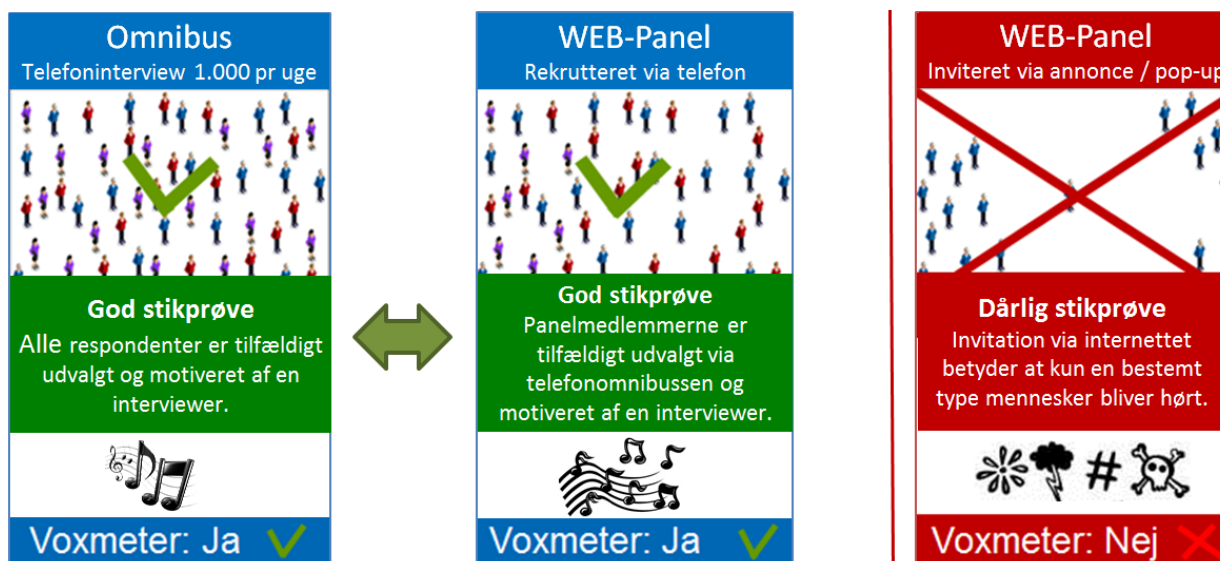 Omnibus
Telefoninterview 1.000 pr uge
God stikprøve
Alle respondenter er tilfældigt
udvalgt og motiveret af en
interviewer.
Voxmeter: Ja
WEB-Panel
Rekrutteret via telefon
God stikprøve
Panelmedlemmerne er
tilfældigt udvalgt via
telefonomnibussen og
motiveret af en interviewer.
Voxmeter: Ja
WEB-Panel
Inviteret via annonce / pop-up
Dårlig stikprøve
Invitation via internettet
betyder at kun en bestemt
type mennesker bliver hørt.
#
Voxmeter: Nej